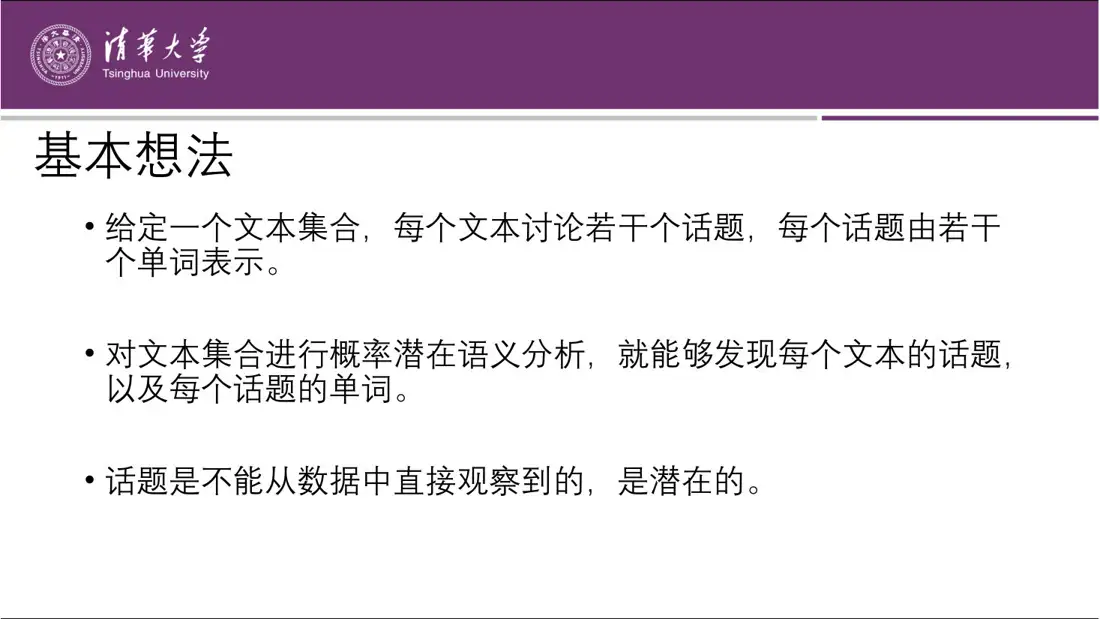 清华大学
Tsinghua University
基本想法
• 给定一个文本集合，每个文本讨论若干个话题，每个话题由若干
个单词表示。
• 对文本集合进行概率潜在语义分析，就能够发现每个文本的话题，
以及每个话题的单词。
• 话题是不能从数据中直接观察到的，是潜在的。